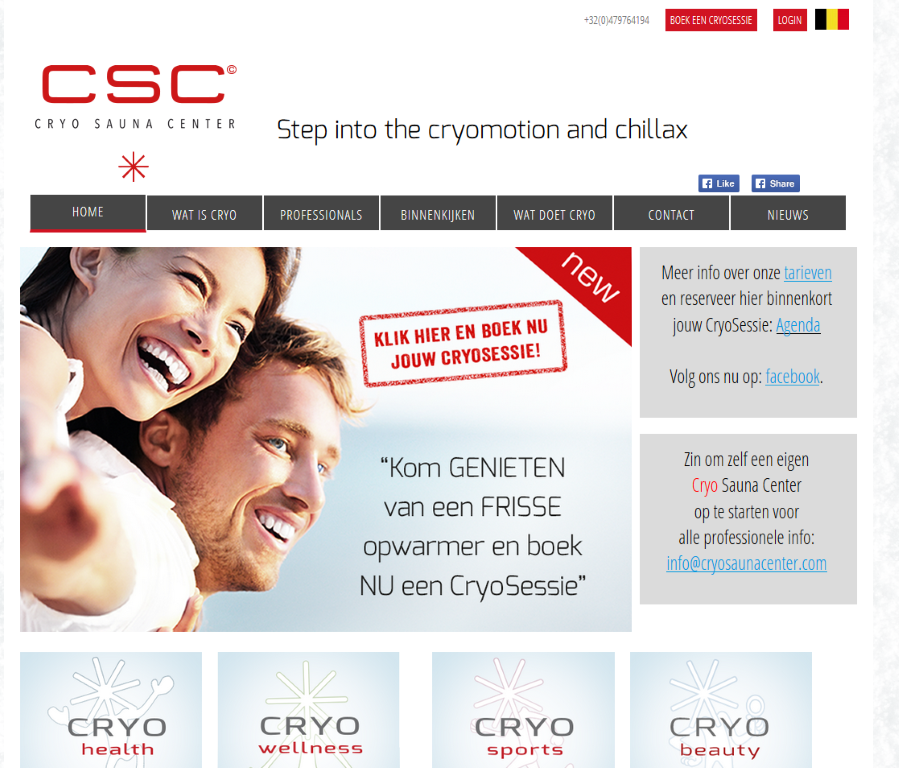 +32(0)479764194
BOEK EEN CRYOSESSIE
LOGIN
CSC©
CRYO SAUNA CENTER
Step into the cryomotion and chillax
Like
Share
HOME
WAT IS CRYO
PROFESSIONALS
BINNENKIJKEN
WAT DOET CRYO
CONTACT
NIEUWS
new
KLIK HIER EN BOEK NU
JOUW CRYOSESSIE!
“Kom GENIETEN
van een FRISSE
opwarmer en boek
NU een CryoSessie”
Meer info over onze tarieven
en reserveer hier binnenkort
jouw CryoSessie: Agenda
Volg ons nu op: facebook.
Zin om zelf een eigen
Cryo Sauna Center
op te starten voor
alle professionele info:
info@cryosaunacenter.com
CRYO
health
CRYO
wellness
CRYO
sports
CRYO
beauty